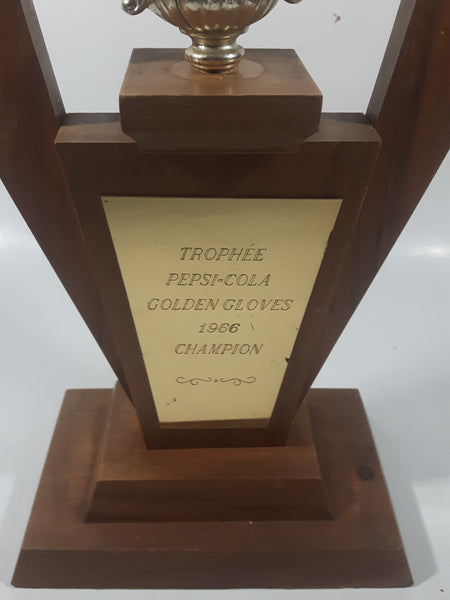 TROPHÉE
PEPSI-COLA
GOLDEN GLOVES
1966
CHAMPION